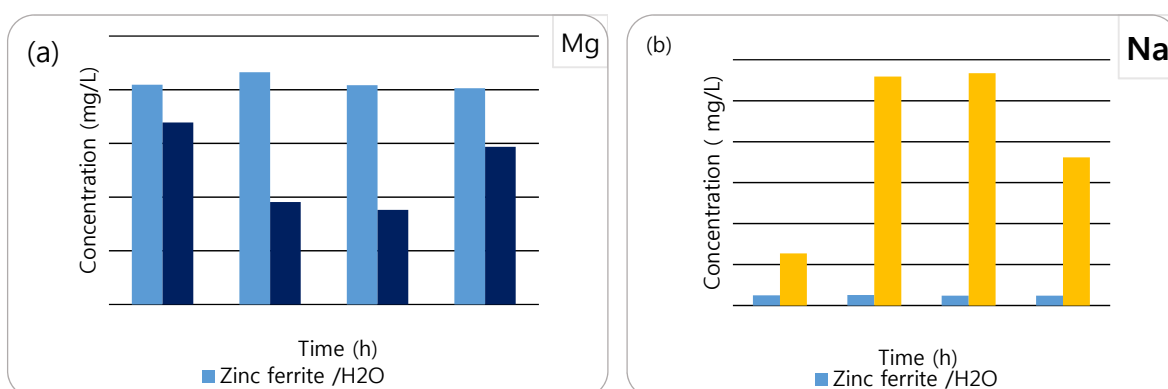 (a)
Mg
Concentration (mg/L)
Time (h)
Zinc ferrite /H2O
(b)
Na
Concentration ( mg/L)
Time (h)
Zinc ferrite /H2O